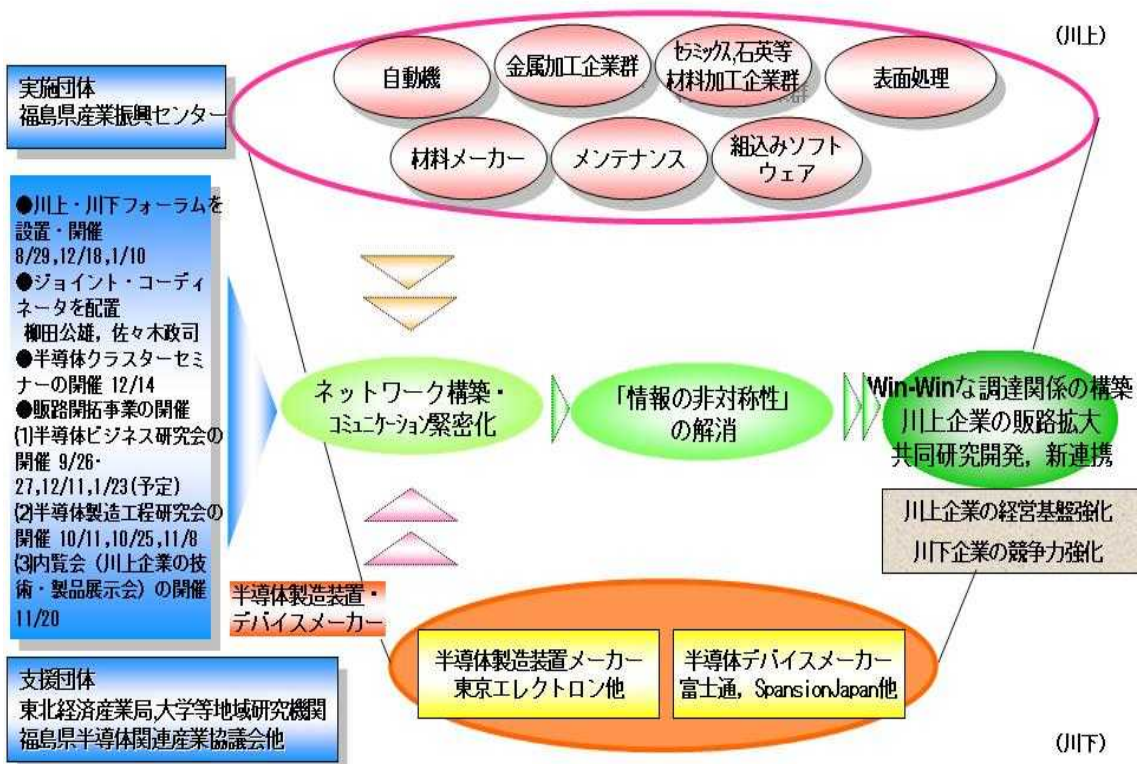 (川上)
自動機
金属加工企業群
セラミックス,石英等
材料加工企業群
表面処理
材料メーカー
メンテナンス
組込みソフト
ウェア
実施団体
福島県産業振興センター
●川上・川下フォーラムを
設置・開催
8/29,12/18,1/10
●ジョイント・コーディ
ネータを配置
柳田公雄, 佐々木政司
●半導体クラスターセミ
ナーの開催 12/14
●販路開拓事業の開催
(1)半導体ビジネス研究会の
開催 9/26・
27,12/11,1/23(予定)
(2)半導体製造工程研究会の
開催 10/11,10/25,11/8
(3)内覧会（川上企業の技
術・製品展示会）の開催
11/20
ネットワーク構築・
コミュニケーション緊密化
「情報の非対称性」
の解消
Win-Winな調達関係の構築
川上企業の販路拡大
共同研究開発, 新連携
川上企業の経営基盤強化
川下企業の競争力強化
半導体製造装置・
デバイスメーカー
半導体製造装置メーカー
東京エレクトロン他
半導体デバイスメーカー
富士通, SpansionJapan他
支援団体
東北経済産業局,大学等地域研究機関
福島県半導体関連産業協議会他
(川下)